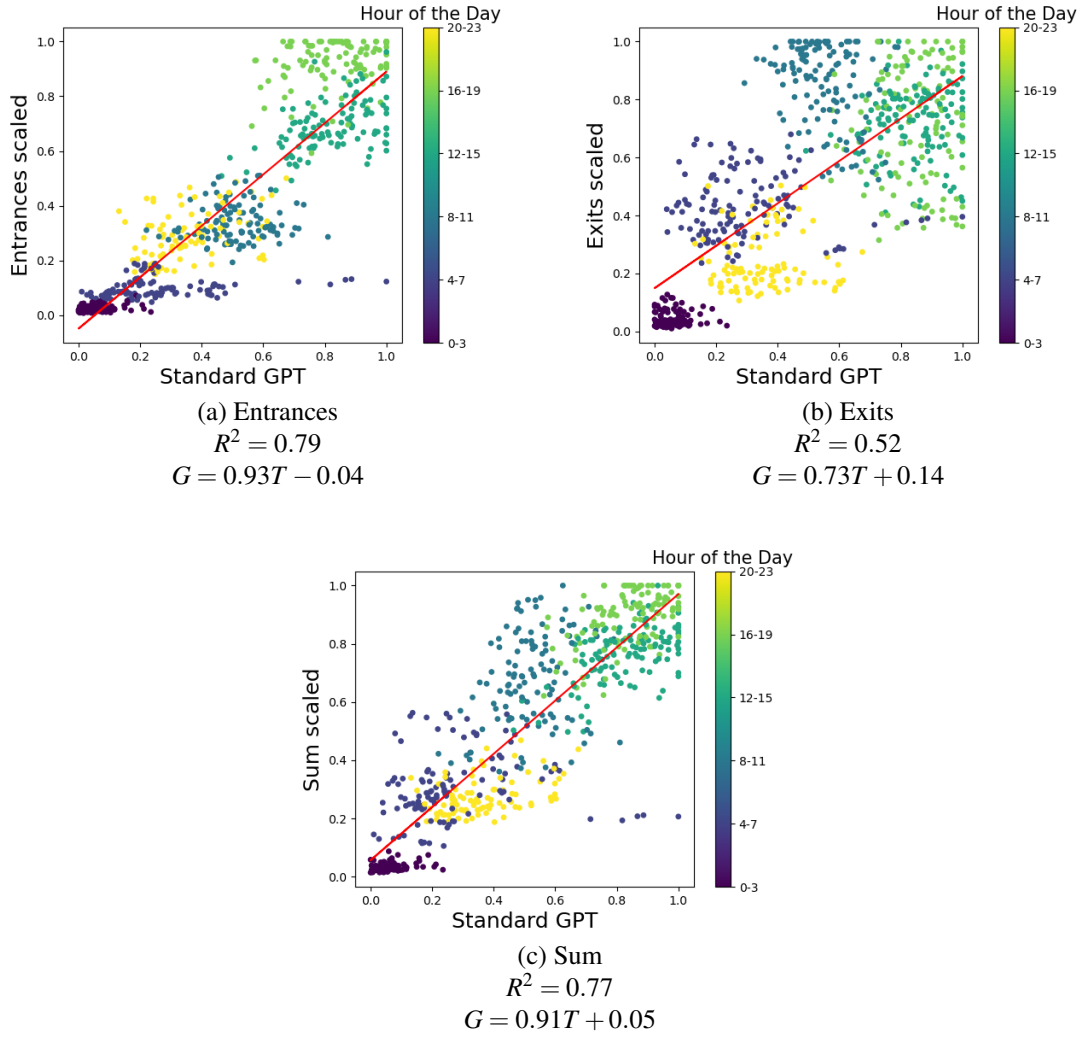 Hour of the Day
20-23
16-19
12-15
8-11
4-7
0-3
1.0
0.8
0.6
0.4
0.2
0.0
Entrances scaled
0.0 0.2 0.4 0.6 0.8 1.0
Standard GPT
(a) Entrances
R² = 0.79
G = 0.93T − 0.04
Hour of the Day
20-23
16-19
12-15
8-11
4-7
0-3
1.0
0.8
0.6
0.4
0.2
0.0
Exits scaled
0.0 0.2 0.4 0.6 0.8 1.0
Standard GPT
(b) Exits
R² = 0.52
G = 0.73T + 0.14
Hour of the Day
20-23
16-19
12-15
8-11
4-7
0-3
1.0
0.8
0.6
0.4
0.2
0.0
Sum scaled
0.0 0.2 0.4 0.6 0.8 1.0
Standard GPT
(c) Sum
R² = 0.77
G = 0.91T + 0.05